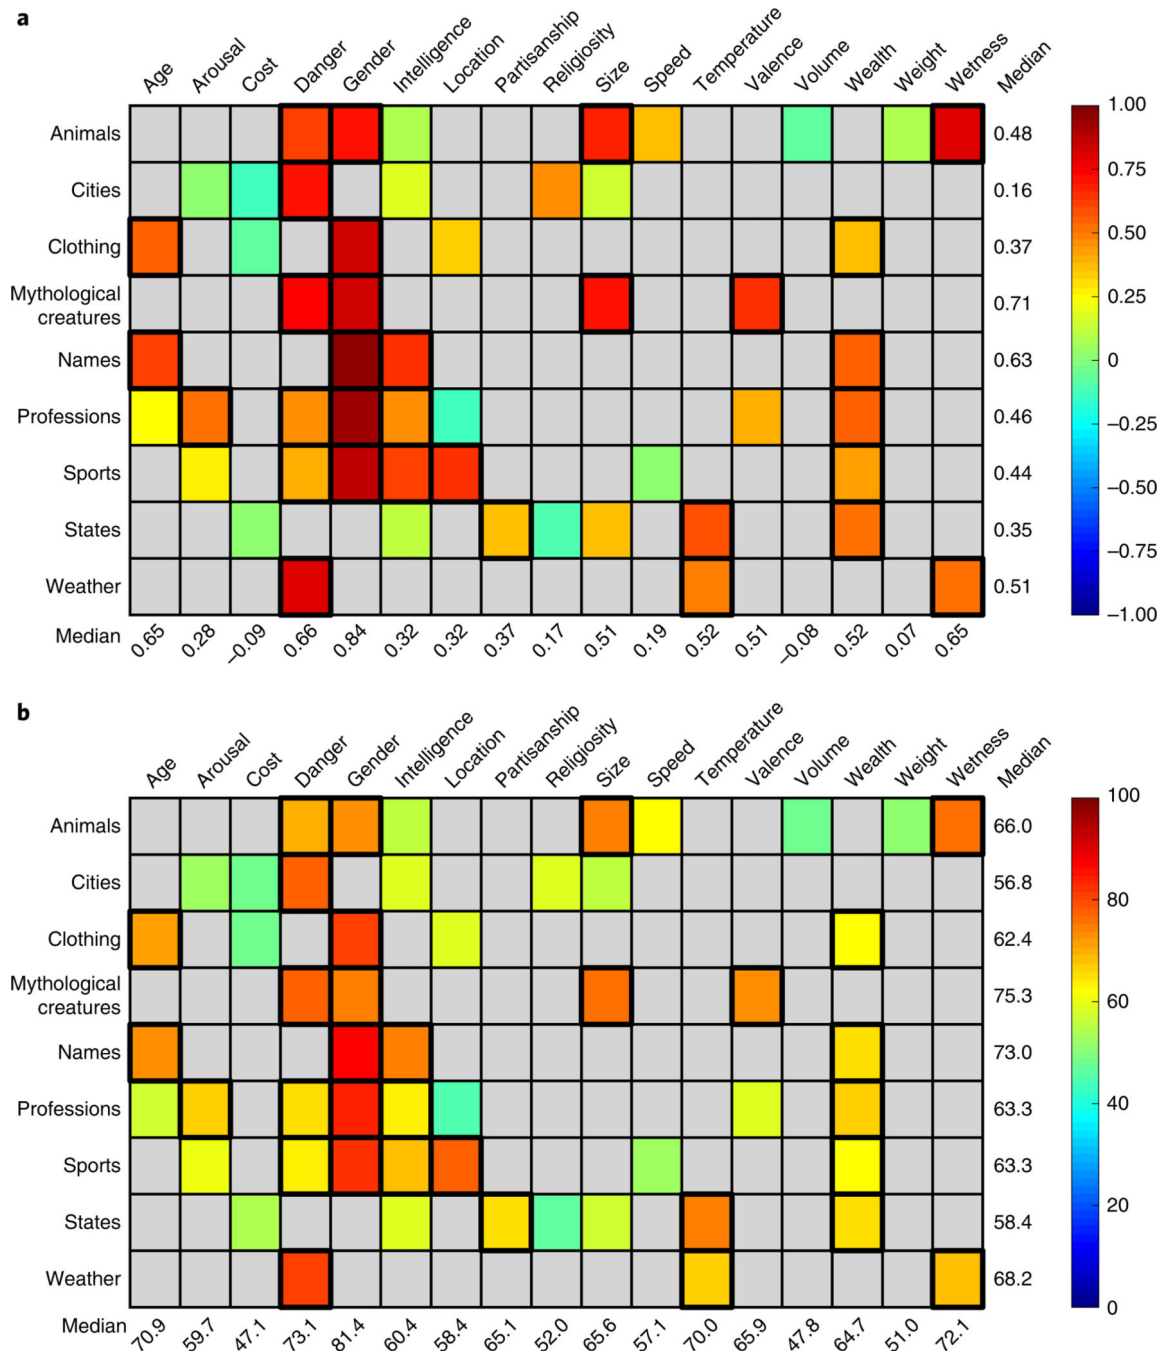 a
Age Arousal Cost Danger Gender Intelligence Location Partisanship Religiosity Size Speed Temperature Valence Volume Wealth Weight Wetness Median
Animals 0.48
Cities 0.16
Clothing 0.37
Mythological
creatures 0.71
Names 0.63
Professions 0.46
Sports 0.44
States 0.35
Weather 0.51
Median 0.65 0.28 −0.09 0.66 0.84 0.32 0.32 0.37 0.17 0.51 0.19 0.52 0.51 −0.08 0.52 0.07 0.65
1.00
0.75
0.50
0.25
0
−0.25
−0.50
−0.75
−1.00
b
Age Arousal Cost Danger Gender Intelligence Location Partisanship Religiosity Size Speed Temperature Valence Volume Wealth Weight Wetness Median
Animals 66.0
Cities 56.8
Clothing 62.4
Mythological
creatures 75.3
Names 73.0
Professions 63.3
Sports 63.3
States 58.4
Weather 68.2
Median 70.9 59.7 47.1 73.1 81.4 60.4 58.4 65.1 52.0 65.6 57.1 70.0 65.9 47.8 64.7 51.0 72.1
100
80
60
40
20
0